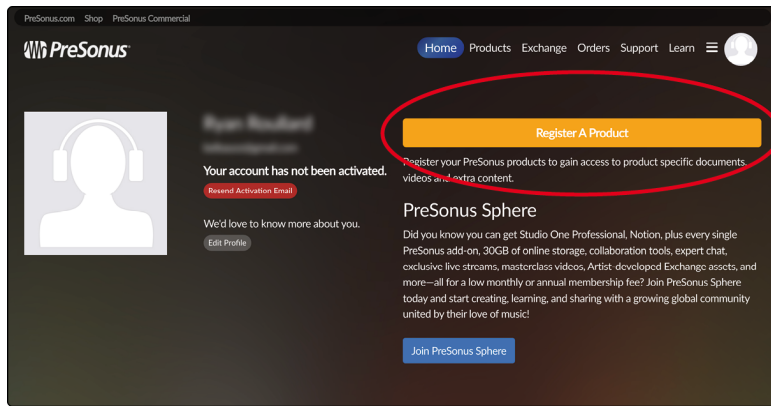 PreSonus.com Shop PreSonus Commercial
PreSonus
Home Products Exchange Orders Support Learn
Register A Product
Your account has not been activated.
Resend Activation Email
Register your PreSonus products to gain access to product specific documents,
videos and extra content.
We'd love to know more about you.
Edit Profile
PreSonus Sphere
Did you know you can get Studio One Professional, Notion, plus every single
PreSonus add-on, 30GB of online storage, collaboration tools, expert chat,
exclusive live streams, masterclass videos, Artist-developed Exchange assets, and
more—all for a low monthly or annual membership fee? Join PreSonus Sphere
today and start creating, learning, and sharing with a growing global community
united by their love of music!
Join PreSonus Sphere